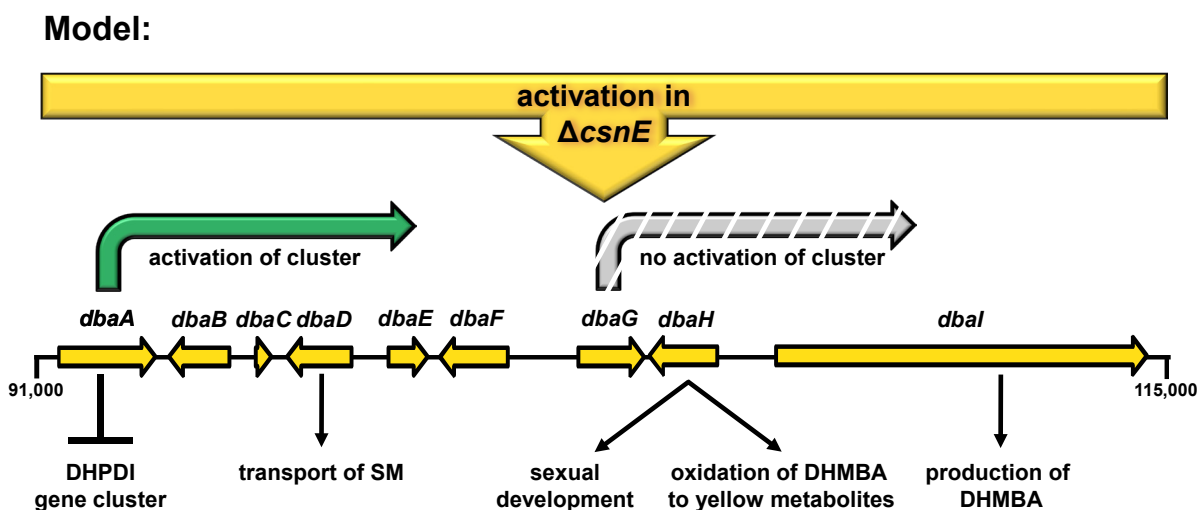 Model:
activation in
ΔcsnE
activation of cluster
no activation of cluster
dbaA dbaB dbaC dbaD dbaE dbaF dbaG dbaH dbaI
91,000
115,000
DHPDI
gene cluster
transport of SM
sexual
development
oxidation of DHMBA
to yellow metabolites
production of
DHMBA